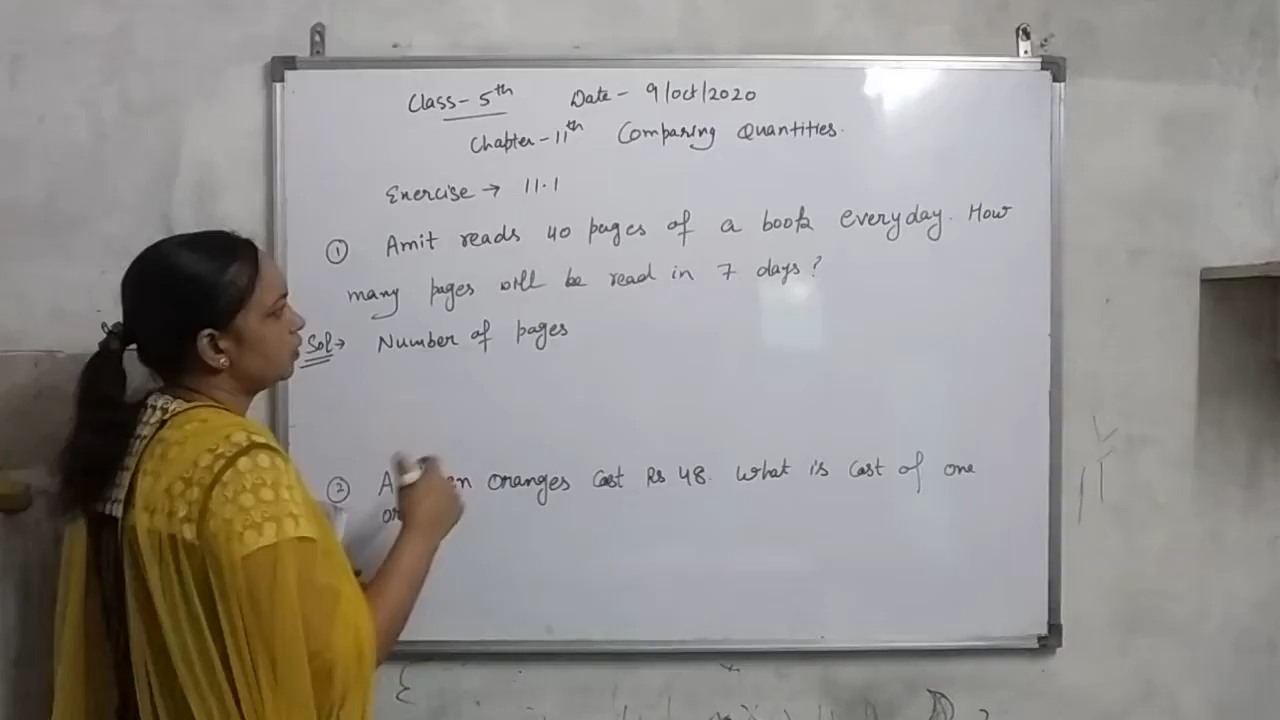 Class- 5th Date - 9/oct/2020
Chapter - 11th Comparing Quantities.
Exercise → 11.1
① Amit reads 40 pages of a book everyday. How
many pages will be read in 7 days?
Sol→ Number of pages
② oranges cost Rs 48. What is cost of one